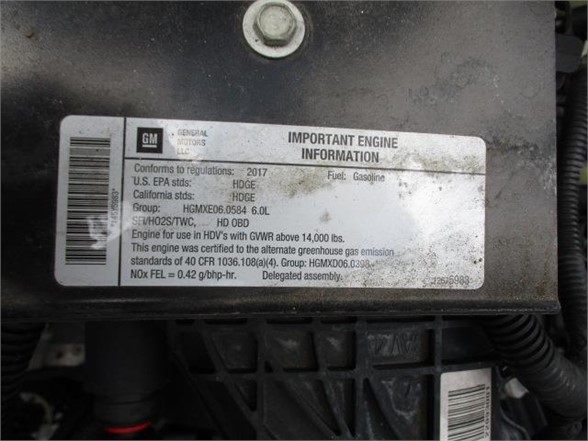 GM
GENERAL
MOTORS
LLC
IMPORTANT ENGINE
INFORMATION
Conforms to regulations: 2017 Fuel: Gasoline
U.S. EPA stds: HDGE
California stds: HDGE
Group: HGMXE06.0584 6.0L
SFI/HO2S/TWC, HD OBD
Engine for use in HDV's with GVWR above 14,000 lbs.
This engine was certified to the alternate greenhouse gas emission
standards of 40 CFR 1036.108(a)(4). Group: HGMXD06.0398
NOx FEL = 0.42 g/bhp-hr. Delegated assembly.